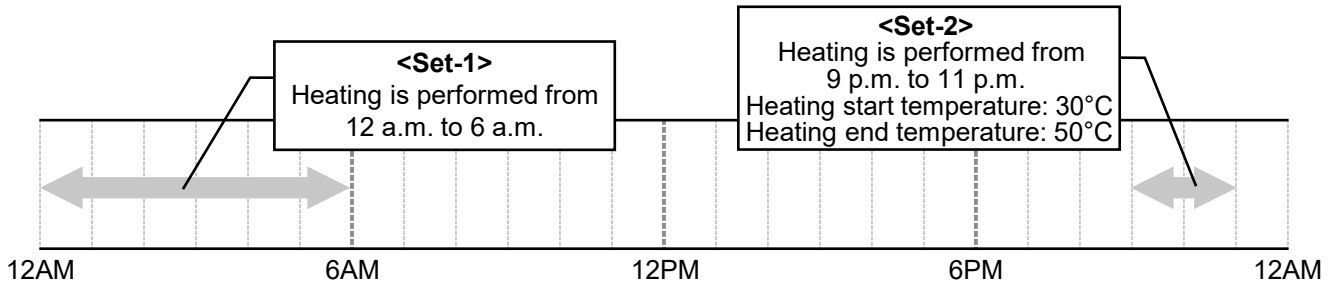 <Set-1>
Heating is performed from
12 a.m. to 6 a.m.
<Set-2>
Heating is performed from
9 p.m. to 11 p.m.
Heating start temperature: 30°C
Heating end temperature: 50°C
12AM
6AM
12PM
6PM
12AM